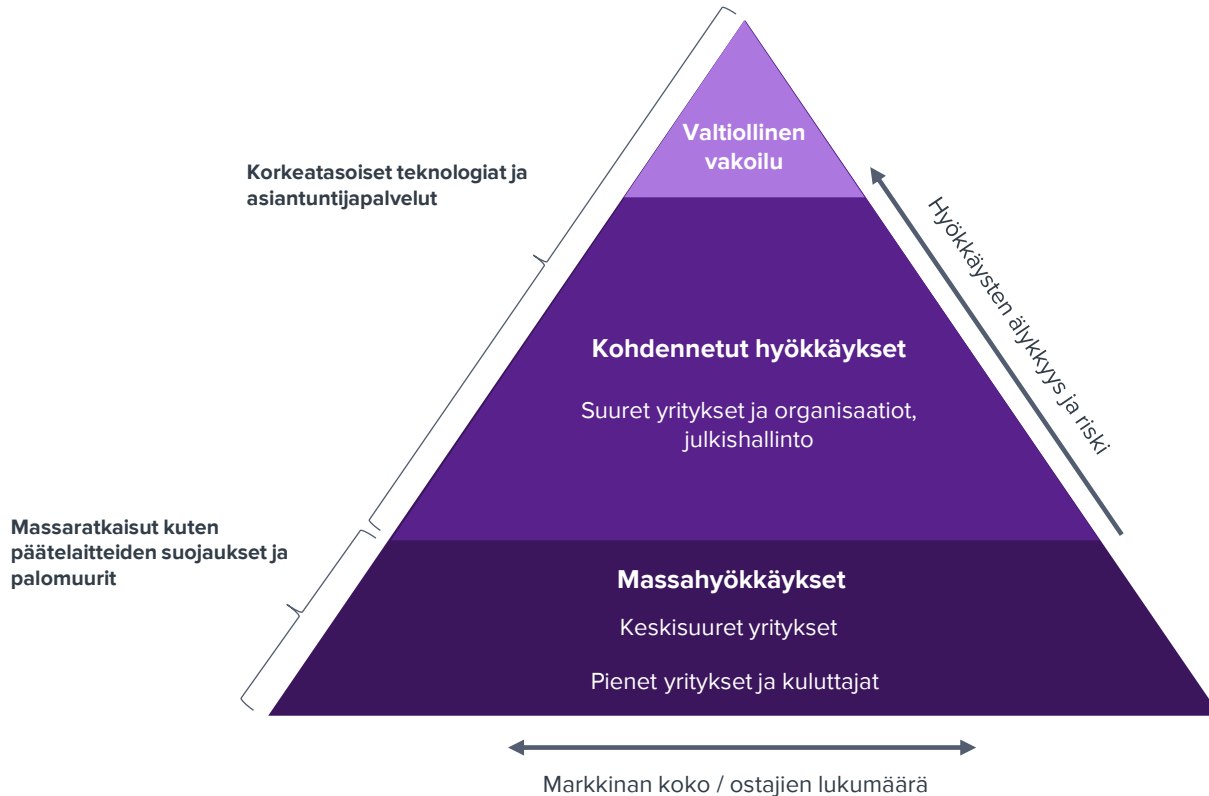 Valtiollinen
vakoilu
Korkeatasoiset teknologiat ja
asiantuntijapalvelut
Hyökkäysten älykkyys ja riski
Kohdennetut hyökkäykset
Suuret yritykset ja organisaatiot,
julkishallinto
Massaratkaisut kuten
päätelaitteiden suojaukset ja
palomuurit
Massahyökkäykset
Keskisuuret yritykset
Pienet yritykset ja kuluttajat
Markkinan koko / ostajien lukumäärä